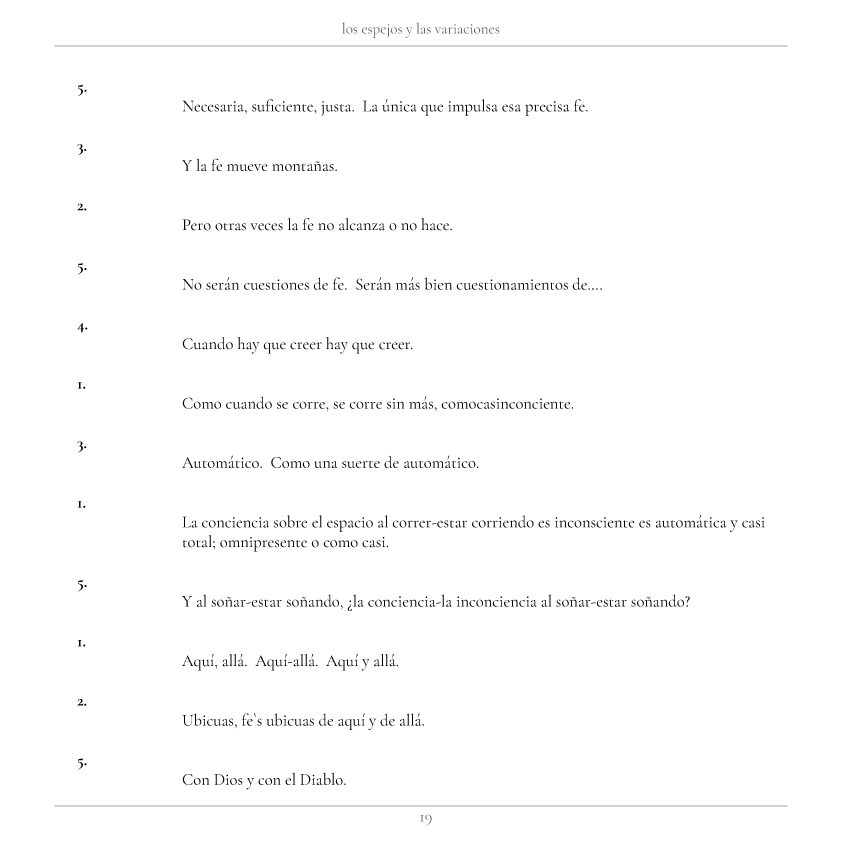 los espejos y las variaciones
5.
Necesaria, suficiente, justa.  La única que impulsa esa precisa fe.
3.
Y la fe mueve montañas.
2.
Pero otras veces la fe no alcanza o no hace.
5.
No serán cuestiones de fe.  Serán más bien cuestionamientos de....
4.
Cuando hay que creer hay que creer.
1.
Como cuando se corre, se corre sin más, comocasinconciente.
3.
Automático.  Como una suerte de automático.
1.
La conciencia sobre el espacio al correr-estar corriendo es inconsciente es automática y casi
total; omnipresente o como casi.
5.
Y al soñar-estar soñando, ¿la conciencia-la inconciencia al soñar-estar soñando?
1.
Aquí, allá.  Aquí-allá.  Aquí y allá.
2.
Ubicuas, fe`s ubicuas de aquí y de allá.
5.
Con Dios y con el Diablo.
19